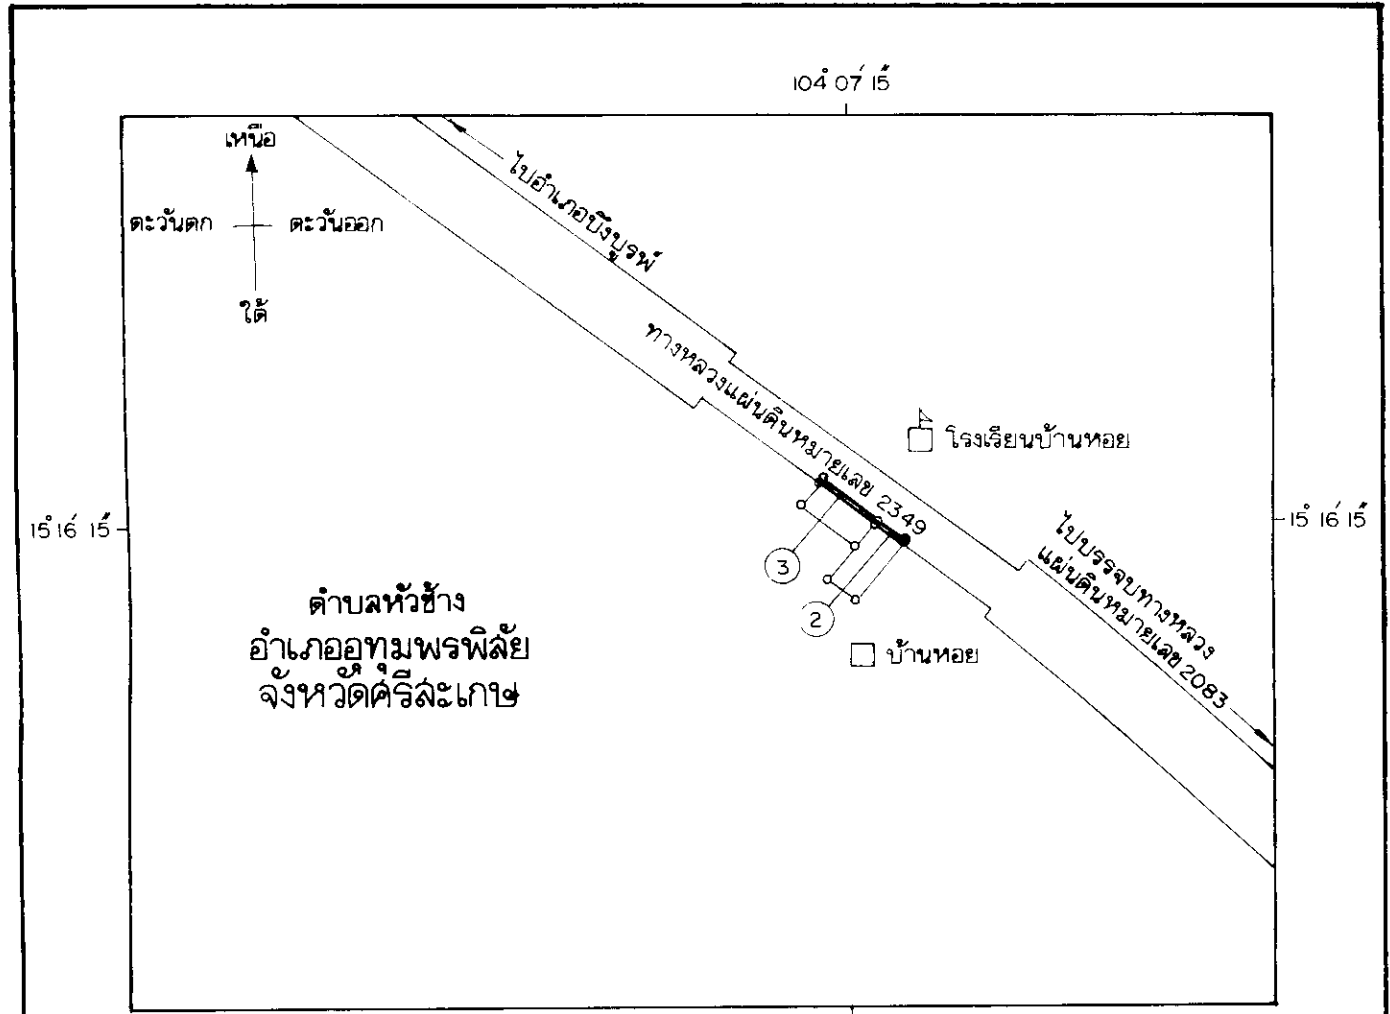 104° 07′ 15″
เหนือ
ตะวันตก
ตะวันออก
ใต้
ไปอำเภอบึงบูรพ์
ทางหลวงแผ่นดินหมายเลข 2349
โรงเรียนบ้านหอย
15° 16′ 15″
15° 16′ 15″
ไปบรรจบทางหลวง
แผ่นดินหมายเลข 2083
3
2
ตำบลหัวช้าง
อำเภออุทุมพรพิสัย
จังหวัดศรีสะเกษ
บ้านหอย